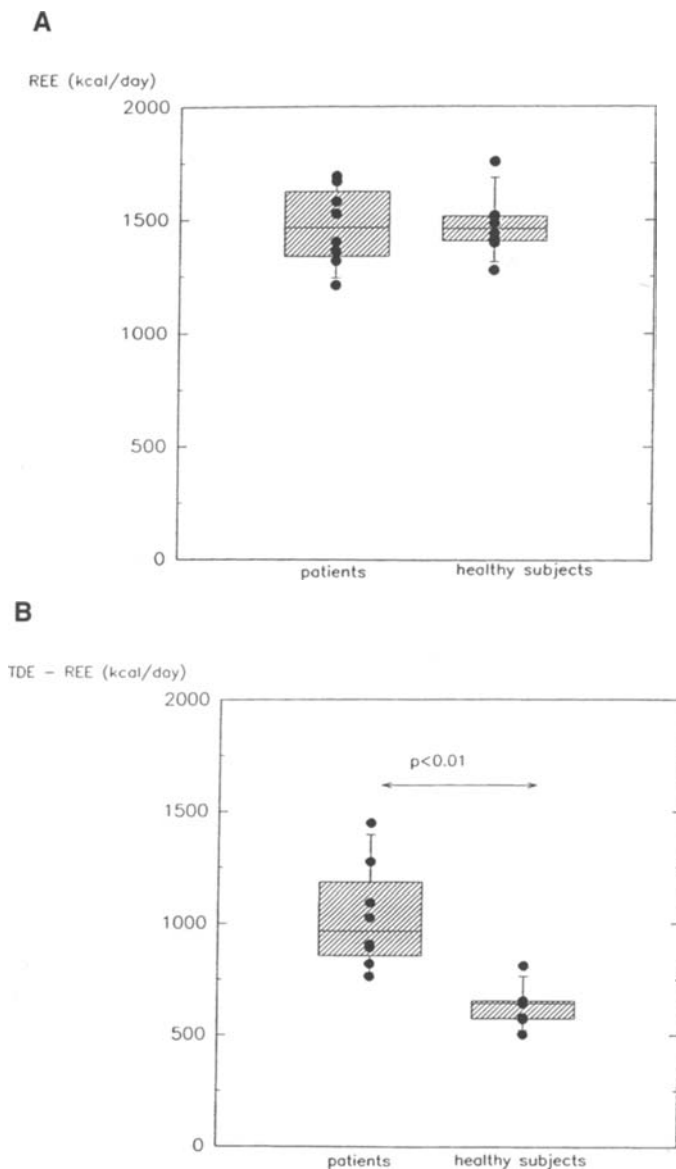 A
REE (kcal/day)
2000
1500
1000
500
0
patients healthy subjects
B
TDE – REE (kcal/day)
2000
p<0.01
1500
1000
500
0
patients healthy subjects